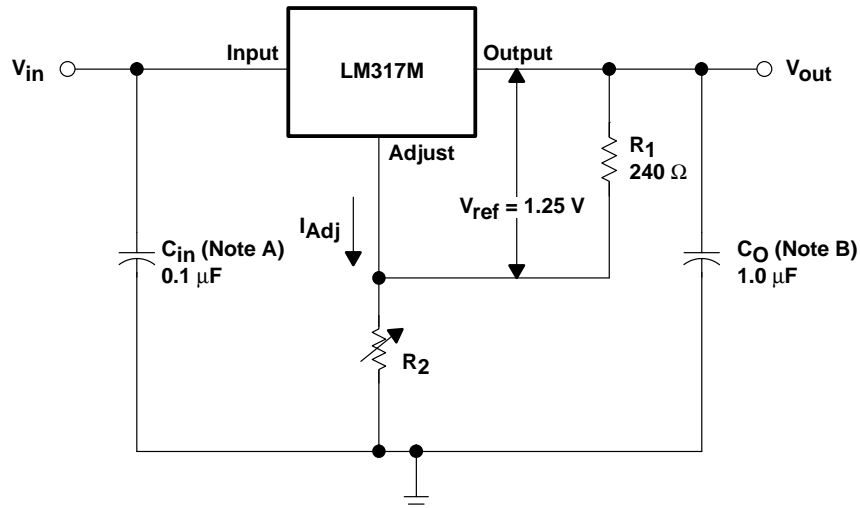 Input
LM317M
Output
Vin
Vout
Adjust
R1
240 Ω
Vref = 1.25 V
IAdj
Cin (Note A)
0.1 μF
CO (Note B)
1.0 μF
R2